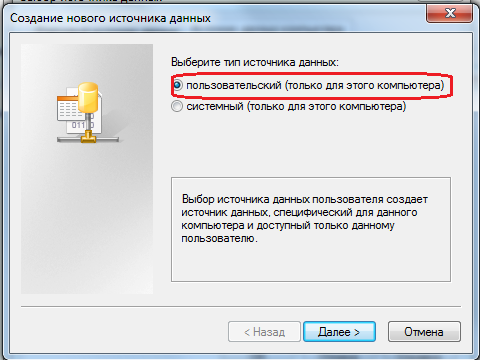 Создание нового источника данных
Выберите тип источника данных:
пользовательский (только для этого компьютера)
системный (только для этого компьютера)
Выбор источника данных пользователя создает
источник данных, специфический для данного
компьютера и доступный только данному
пользователю.
< Назад
Далее >
Отмена